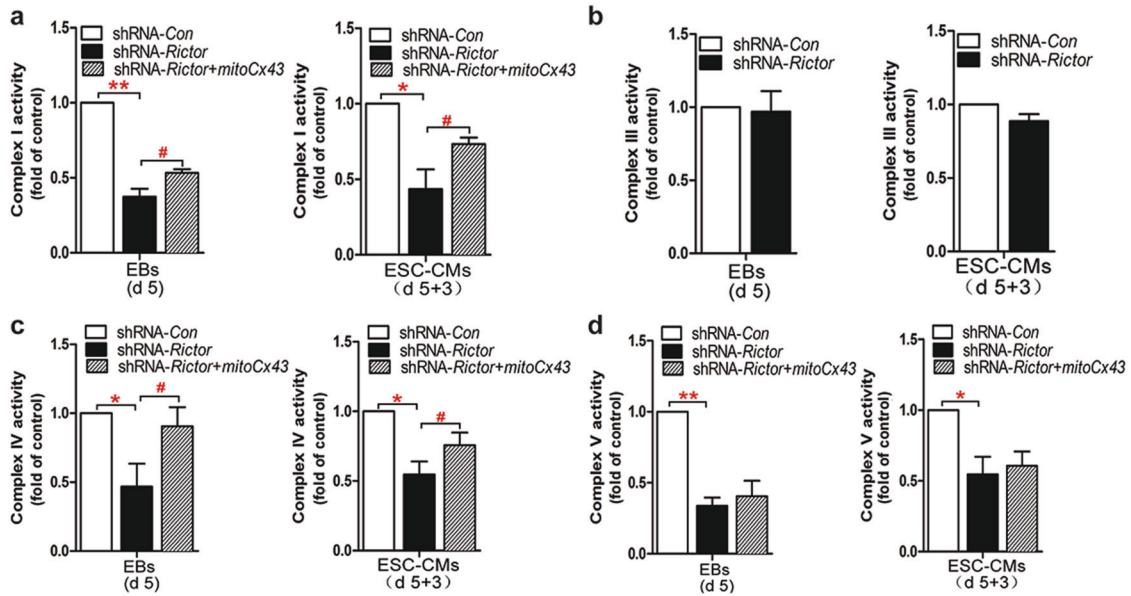 a
Complex I activity
(fold of control)
1.5
1.0
0.5
0.0
shRNA-Con
shRNA-Rictor
shRNA-Rictor+mitoCx43
**
#
EBs
(d 5)
Complex I activity
(fold of control)
1.5
1.0
0.5
0.0
shRNA-Con
shRNA-Rictor
shRNA-Rictor+mitoCx43
*
#
ESC-CMs
(d 5+3)
b
Complex III activity
(fold of control)
1.5
1.0
0.5
0.0
shRNA-Con
shRNA-Rictor
EBs
(d 5)
Complex III activity
(fold of control)
1.5
1.0
0.5
0.0
shRNA-Con
shRNA-Rictor
ESC-CMs
(d 5+3)
c
Complex IV activity
(fold of control)
1.5
1.0
0.5
0.0
shRNA-Con
shRNA-Rictor
shRNA-Rictor+mitoCx43
*
#
EBs
(d 5)
Complex IV activity
(fold of control)
1.5
1.0
0.5
0.0
shRNA-Con
shRNA-Rictor
shRNA-Rictor+mitoCx43
*
#
ESC-CMs
(d 5+3)
d
Complex V activity
(fold of control)
1.5
1.0
0.5
0.0
shRNA-Con
shRNA-Rictor
shRNA-Rictor+mitoCx43
**
EBs
(d 5)
Complex V activity
(fold of control)
1.5
1.0
0.5
0.0
shRNA-Con
shRNA-Rictor
shRNA-Rictor+mitoCx43
*
ESC-CMs
(d 5+3)